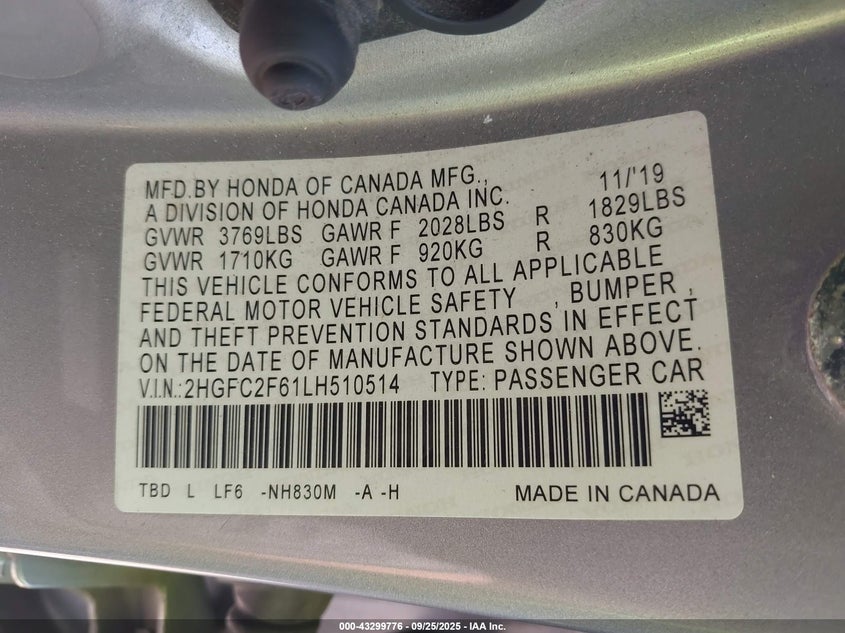 MFD.BY HONDA OF CANADA MFG., 11/'19
A DIVISION OF HONDA CANADA INC.
GVWR 3769LBS GAWR F 2028LBS R 1829LBS
GVWR 1710KG GAWR F 920KG R 830KG
THIS VEHICLE CONFORMS TO ALL APPLICABLE
FEDERAL MOTOR VEHICLE SAFETY , BUMPER ,
AND THEFT PREVENTION STANDARDS IN EFFECT
ON THE DATE OF MANUFACTURE SHOWN ABOVE.
V.I.N.:2HGFC2F61LH510514 TYPE: PASSENGER CAR
TBD L LF6 -NH830M -A -H MADE IN CANADA
000-43299776 - 09/25/2025 - IAA Inc.